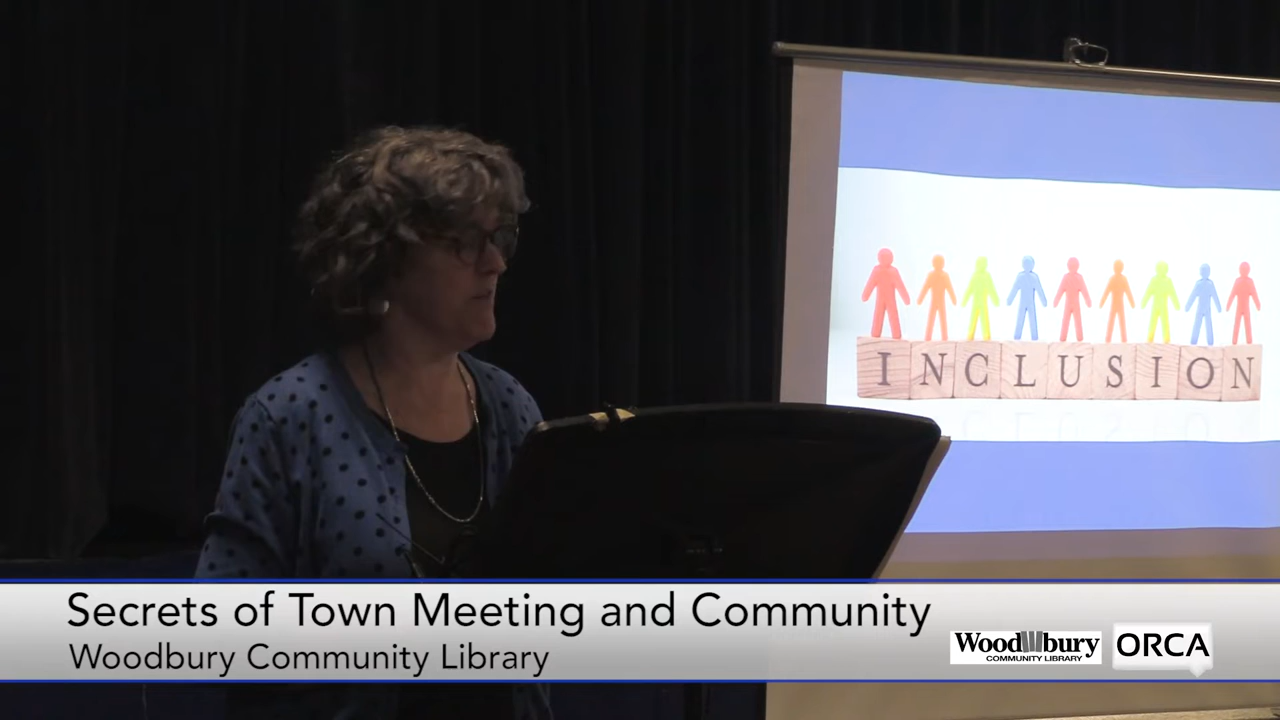 INCLUSION
Secrets of Town Meeting and Community
Woodbury Community Library
Woodbury
COMMUNITY LIBRARY
ORCA